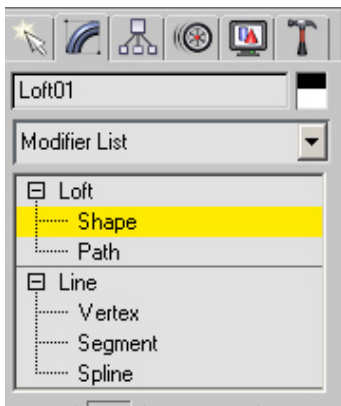 Loft01
Modifier List
Loft
Shape
Path
Line
Vertex
Segment
Spline